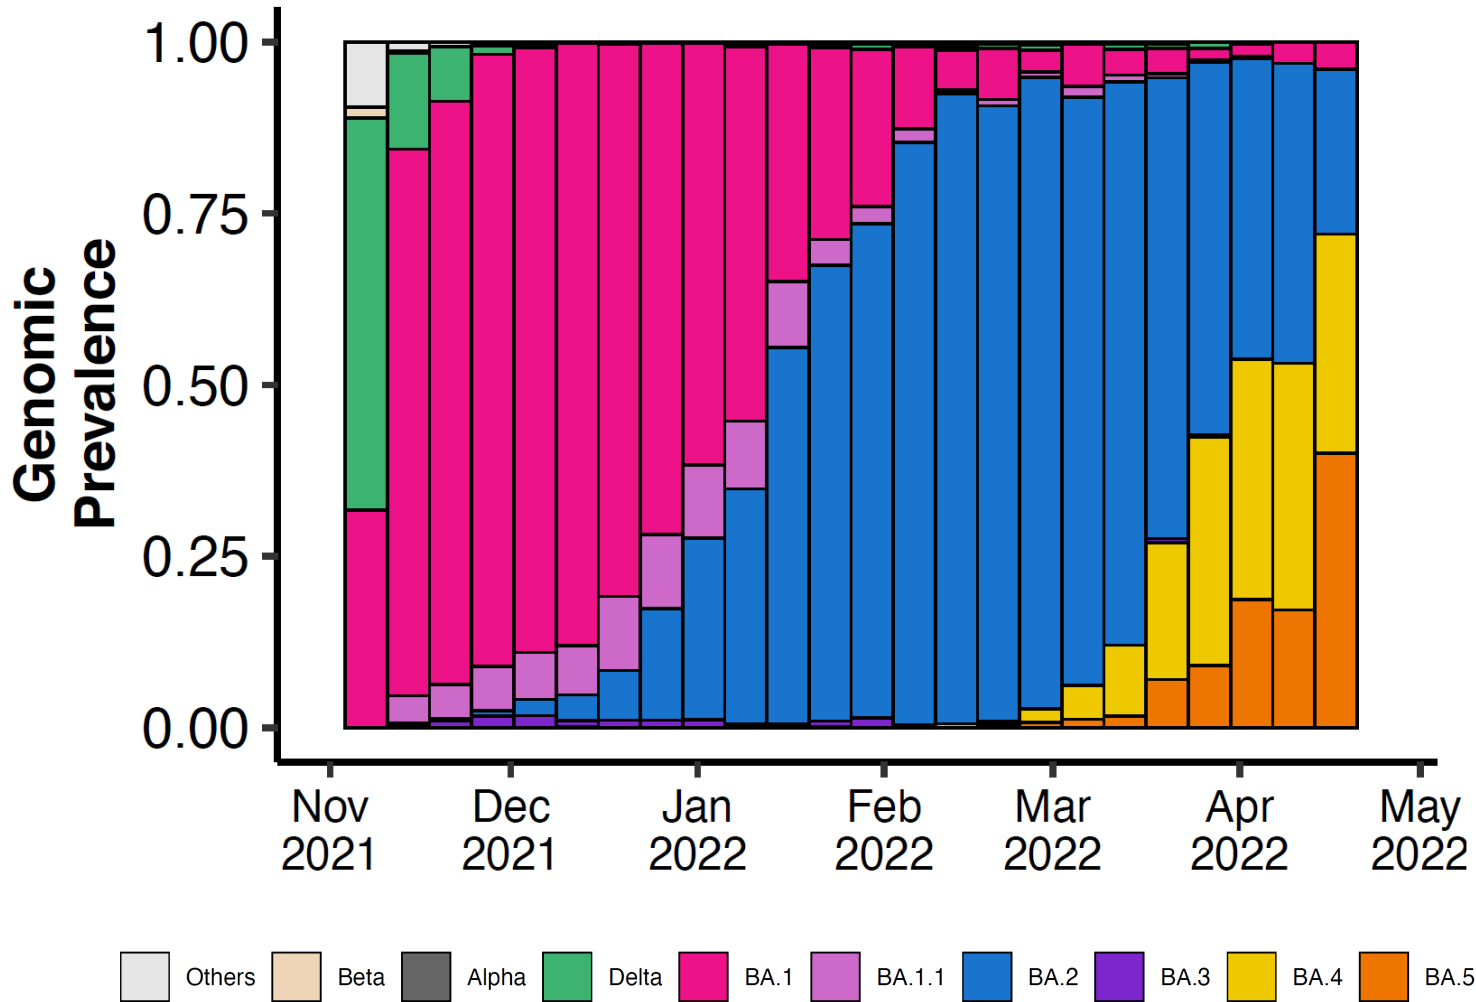 Genomic
Prevalence
1.00
0.75
0.50
0.25
0.00
Nov
2021
Dec
2021
Jan
2022
Feb
2022
Mar
2022
Apr
2022
May
2022
Others
Beta
Alpha
Delta
BA.1
BA.1.1
BA.2
BA.3
BA.4
BA.5